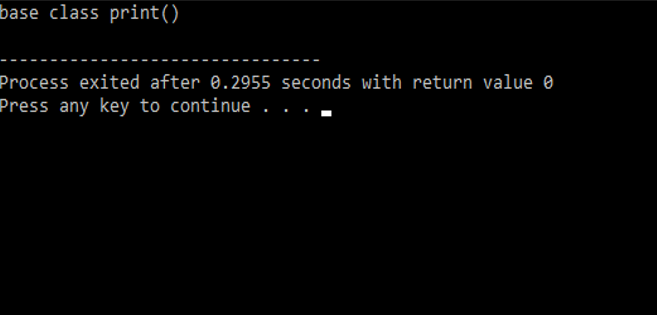 base class print()
--------------------------------
Process exited after 0.2955 seconds with return value 0
Press any key to continue . . .